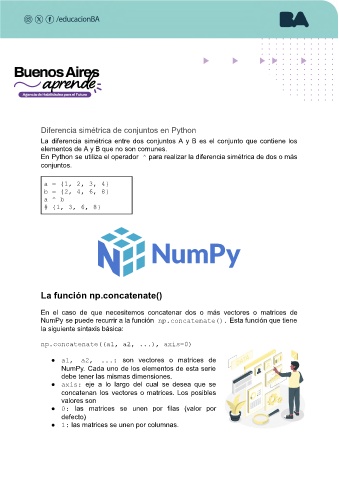 /educacionBA
BA
Buenos Aires
aprende
Agencia de Habilidades para el Futuro
Diferencia simétrica de conjuntos en Python
La diferencia simétrica entre dos conjuntos A y B es el conjunto que contiene los
elementos de A y B que no son comunes.
En Python se utiliza el operador ^ para realizar la diferencia simétrica de dos o más
conjuntos.
a = {1, 2, 3, 4}
b = {2, 4, 6, 8}
a ^ b
# {1, 3, 6, 8}
NumPy
La función np.concatenate()
En el caso de que necesitemos concatenar dos o más vectores o matrices de
NumPy se puede recurrir a la función np.concatenate(). Esta función que tiene
la siguiente sintaxis básica:
np.concatenate((a1, a2, ...), axis=0)
● a1, a2, ...: son vectores o matrices de
NumPy. Cada uno de los elementos de esta serie
debe tener las mismas dimensiones.
● axis: eje a lo largo del cual se desea que se
concatenan los vectores o matrices. Los posibles
valores son
● 0: las matrices se unen por filas (valor por
defecto)
● 1: las matrices se unen por columnas.